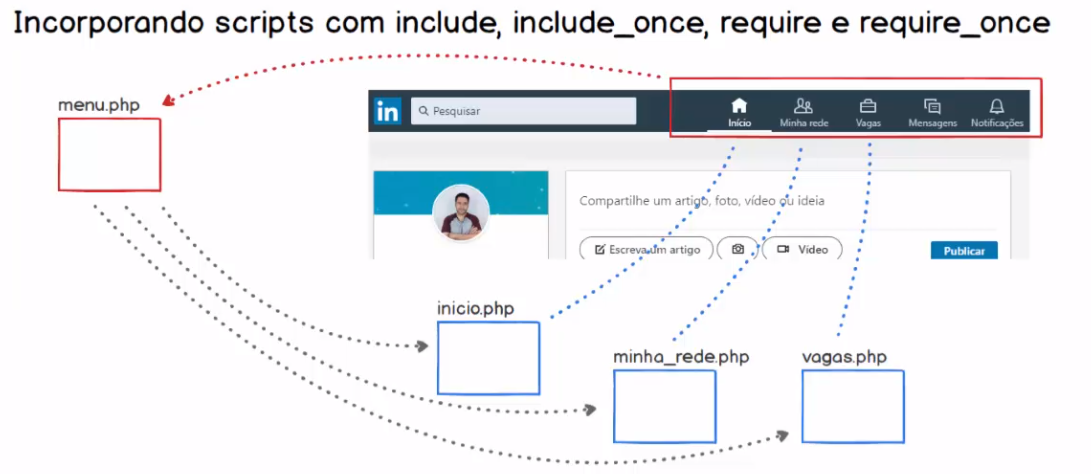 Incorporando scripts com include, include_once, require e require_once
menu.php
in
Pesquisar
Início
Minha rede
Vagas
Mensagens
Notificações
Compartilhe um artigo, foto, vídeo ou ideia
Escreva um artigo
Vídeo
Publicar
inicio.php
minha_rede.php
vagas.php